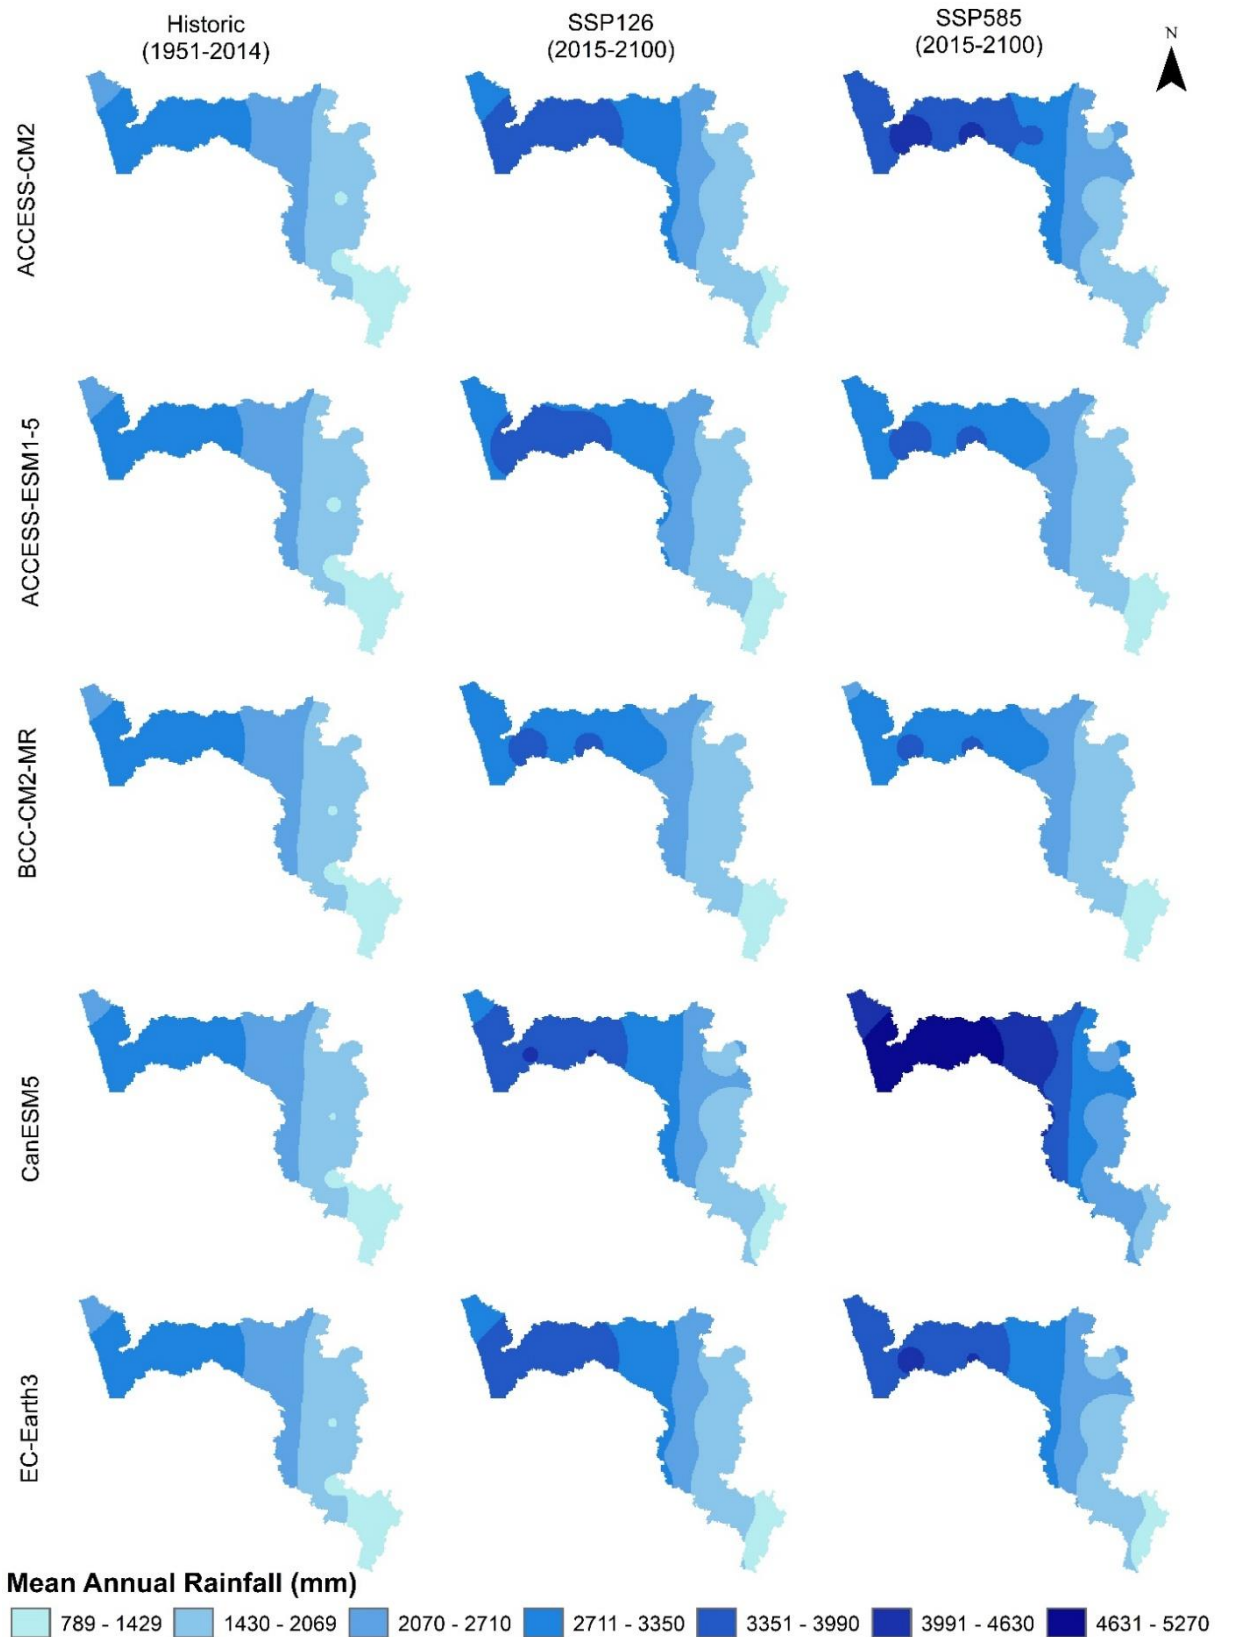 Historic
(1951-2014)
SSP126
(2015-2100)
SSP585
(2015-2100)
N
ACCESS-CM2
ACCESS-ESM1-5
BCC-CM2-MR
CanESM5
EC-Earth3
Mean Annual Rainfall (mm)
789 - 1429
1430 - 2069
2070 - 2710
2711 - 3350
3351 - 3990
3991 - 4630
4631 - 5270